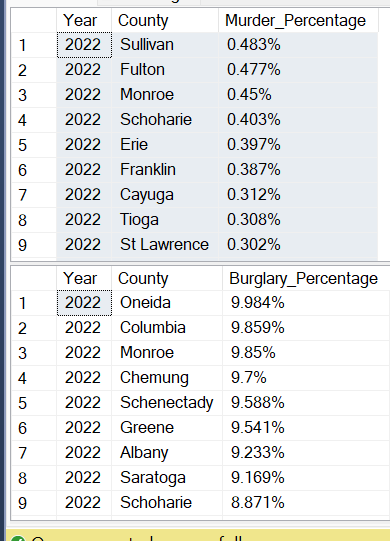 Year County Murder_Percentage
1 2022 Sullivan 0.483%
2 2022 Fulton 0.477%
3 2022 Monroe 0.45%
4 2022 Schoharie 0.403%
5 2022 Erie 0.397%
6 2022 Franklin 0.387%
7 2022 Cayuga 0.312%
8 2022 Tioga 0.308%
9 2022 St Lawrence 0.302%
Year County Burglary_Percentage
1 2022 Oneida 9.984%
2 2022 Columbia 9.859%
3 2022 Monroe 9.85%
4 2022 Chemung 9.7%
5 2022 Schenectady 9.588%
6 2022 Greene 9.541%
7 2022 Albany 9.233%
8 2022 Saratoga 9.169%
9 2022 Schoharie 8.871%